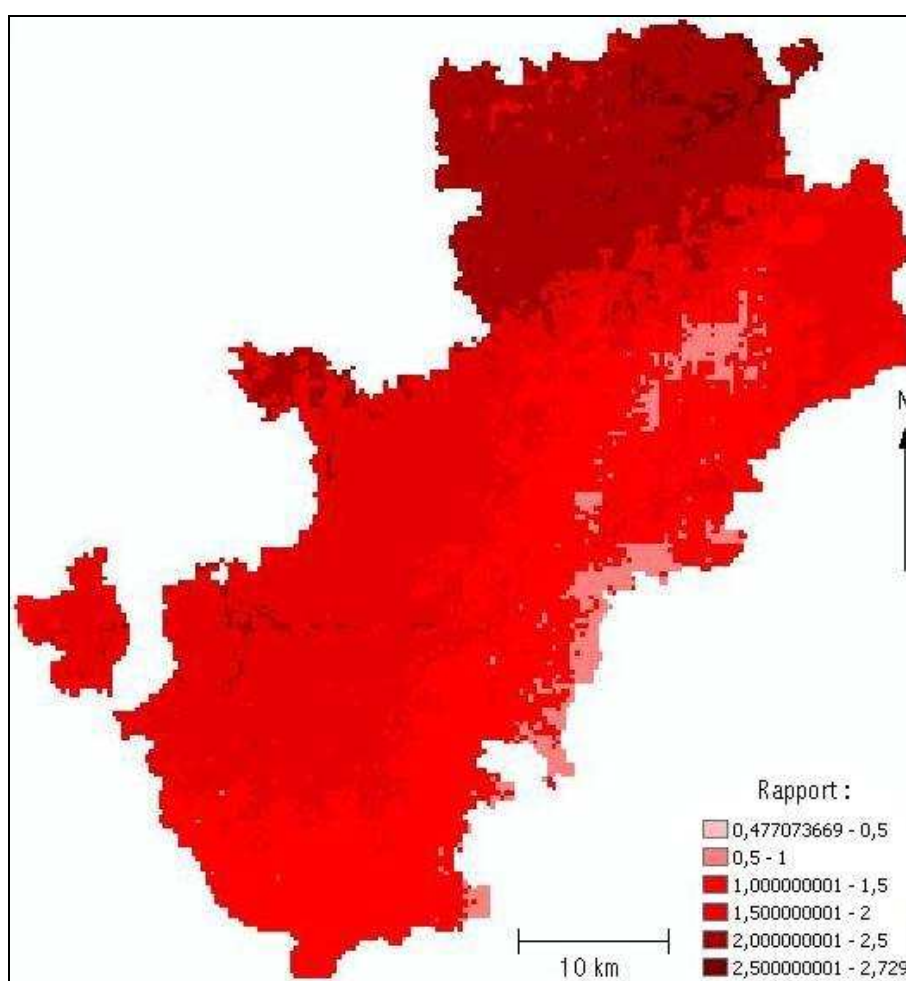 N
Rapport :
0,477073669 - 0,5
0,5 - 1
1,000000001 - 1,5
1,500000001 - 2
2,000000001 - 2,5
2,500000001 - 2,729
10 km